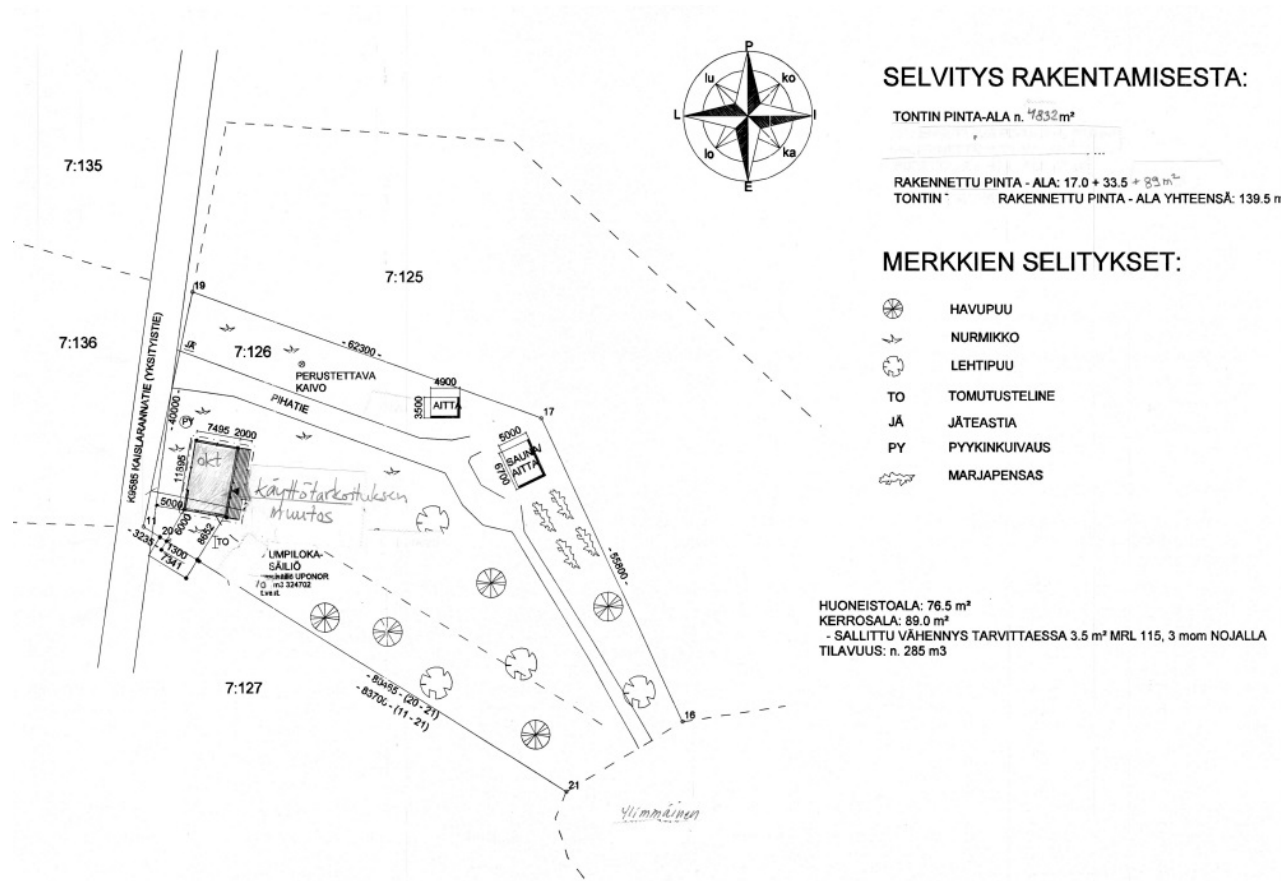 P
lu
ko
L
I
lo
ka
E
SELVITYS RAKENTAMISESTA:
TONTIN PINTA-ALA n. 4832 m²
RAKENNETTU PINTA - ALA: 17.0 + 33.5 + 89 m²
TONTIN RAKENNETTU PINTA - ALA YHTEENSÄ: 139.5 m
MERKKIEN SELITYKSET:
HAVUPUU
NURMIKKO
LEHTIPUU
TO TOMUTUSTELINE
JÄ JÄTEASTIA
PY PYYKINKUIVAUS
MARJAPENSAS
HUONEISTOALA: 76.5 m²
KERROSALA: 89.0 m²
- SALLITTU VÄHENNYS TARVITTAESSA 3.5 m² MRL 115, 3 mom NOJALLA
TILAVUUS: n. 285 m3
7:135
7:125
7:136
19
7:126
JÄ
- 62300 -
PERUSTETTAVA
KAIVO
PIHATIE
4900
3500
AITTA
17
5000
SAUNA/
AITTA
6700
K9585 KAISLARANNATIE (YKSITYISTIE)
- 40000 -
PY
7495
2000
okt
11595
käyttötarkoituksen
muutos
5000
11
20
6000
8652
TO
- 3235 -
1300
7341
UMPILOKA-
SÄILIÖ
UPONOR
10 m3 324702
- 55800 -
7:127
- 80485 - (20 - 21)
(11 - 21)
16
21
Ylimmäinen